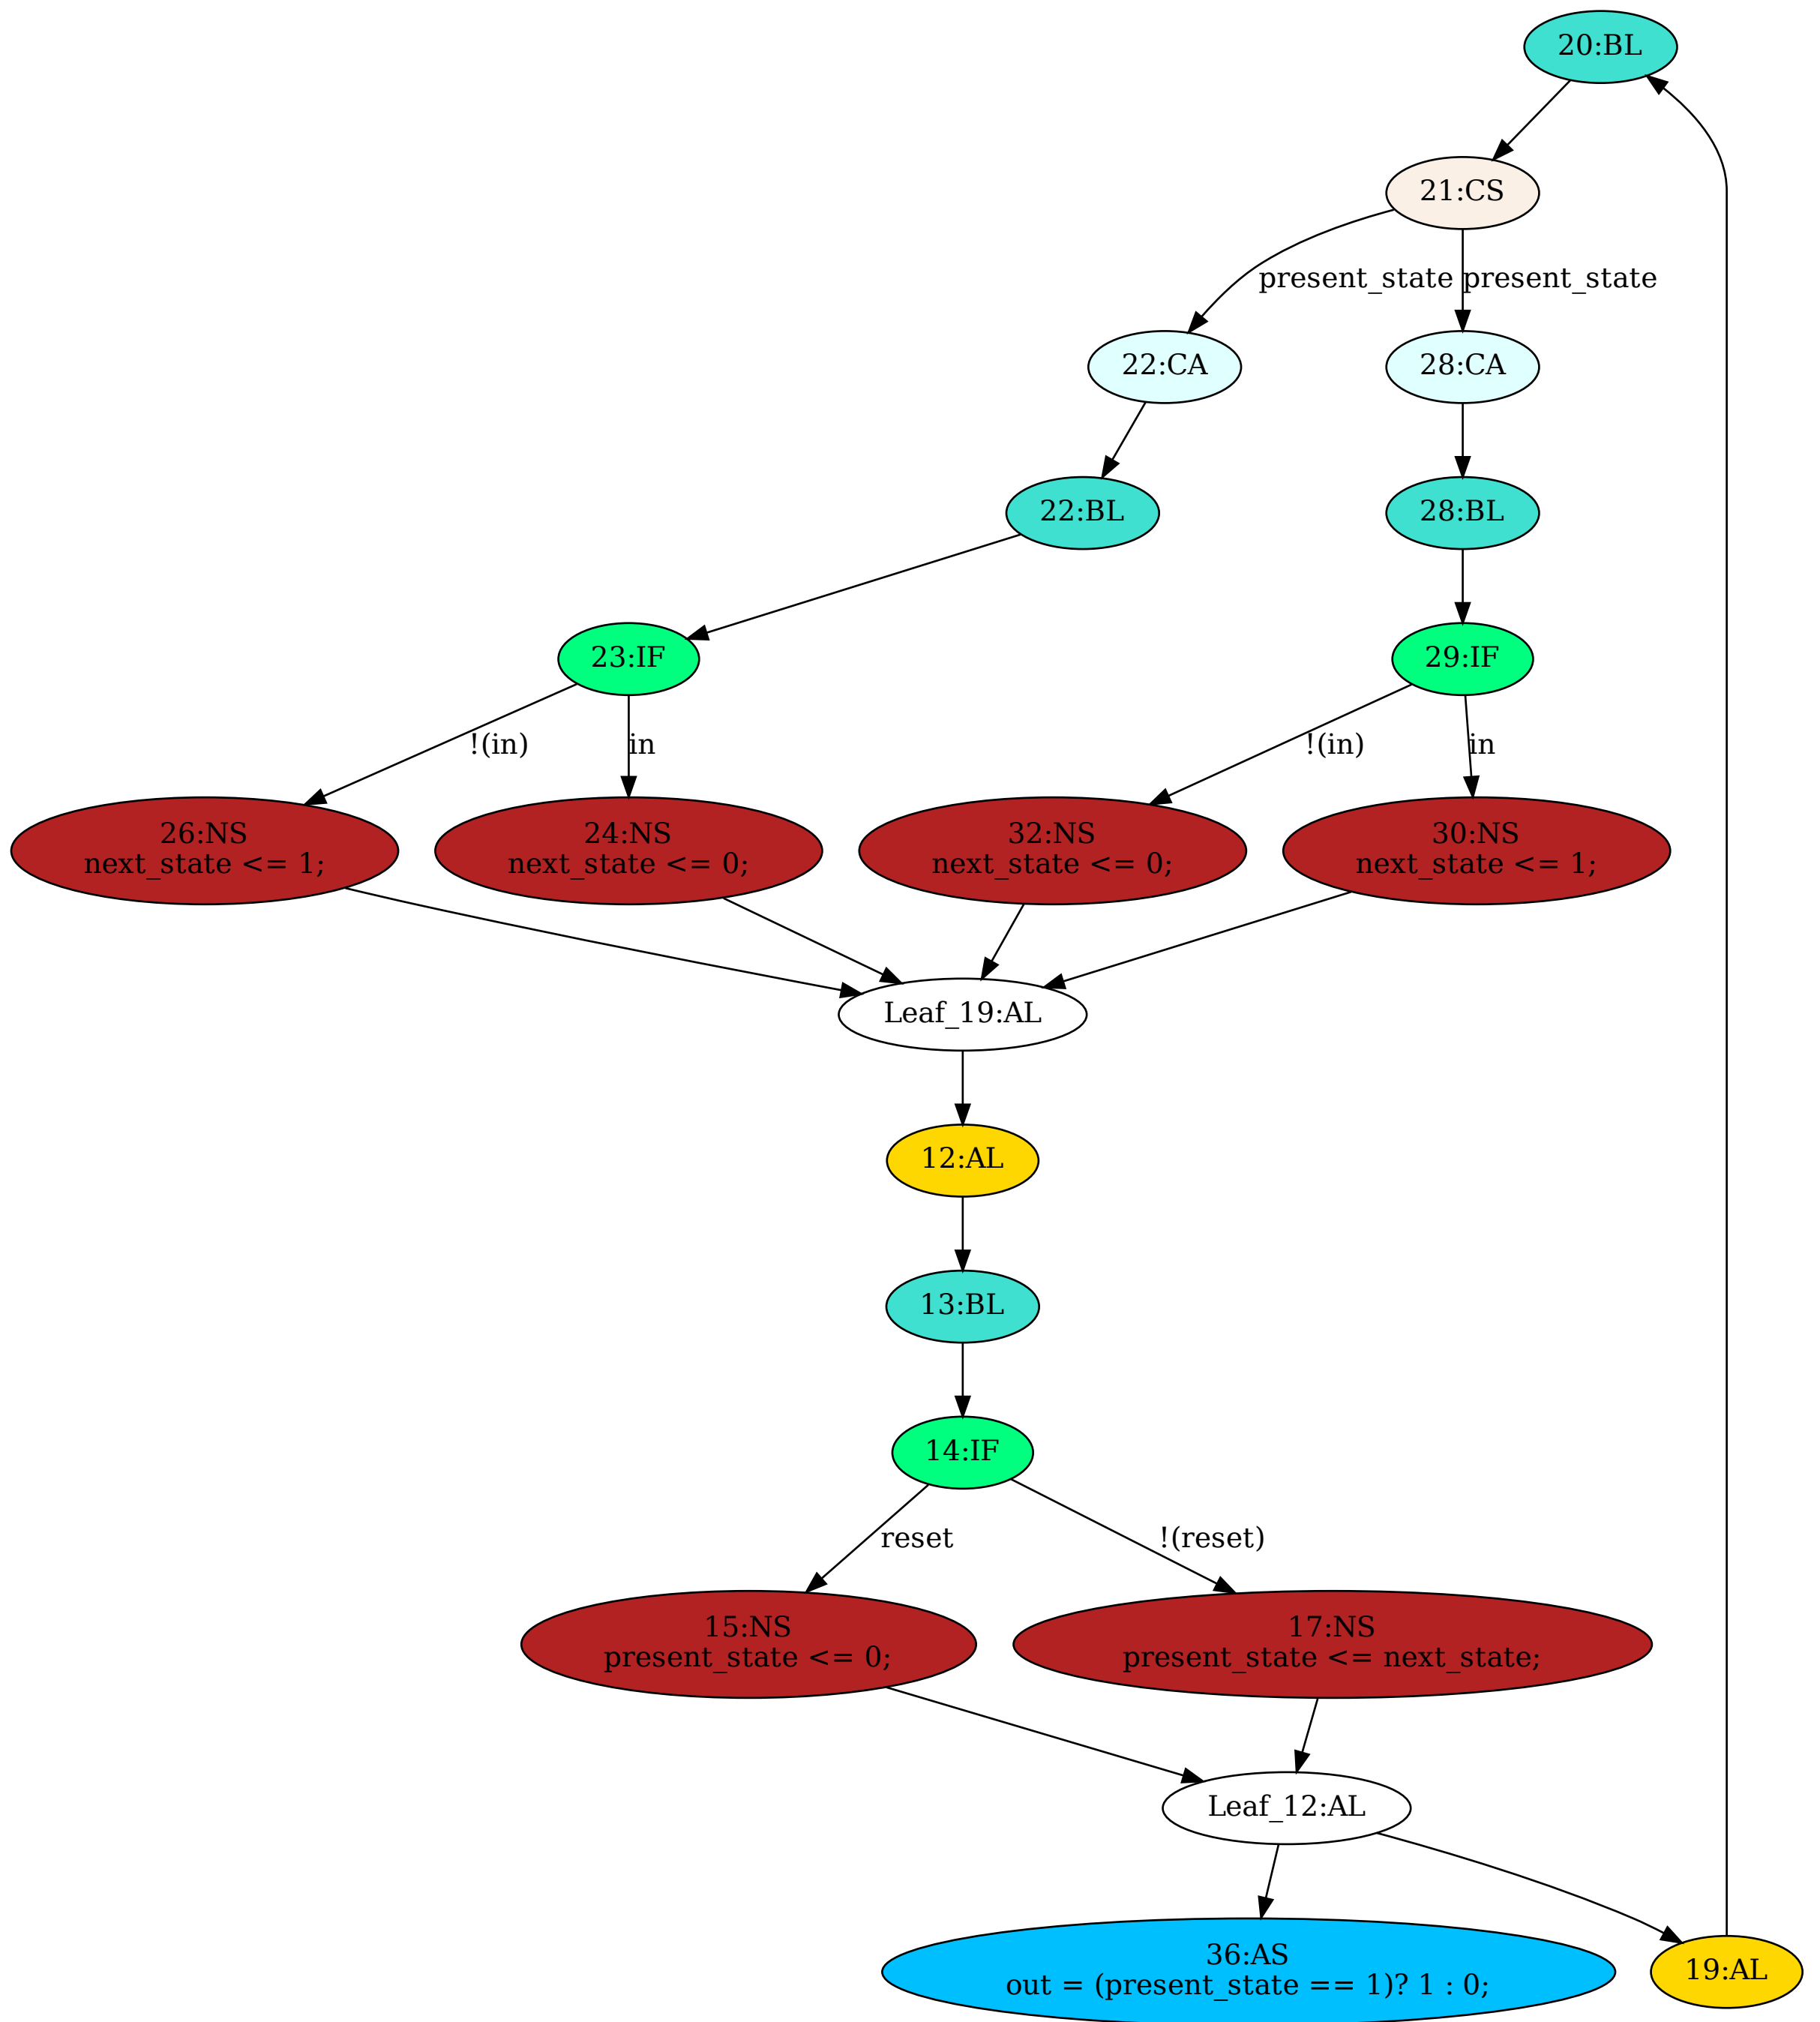 20:BL
21:CS
present_state
present_state
22:CA
28:CA
22:BL
28:BL
23:IF
29:IF
!(in)
in
!(in)
in
26:NS
next_state <= 1;
24:NS
next_state <= 0;
32:NS
next_state <= 0;
30:NS
next_state <= 1;
Leaf_19:AL
12:AL
13:BL
14:IF
reset
!(reset)
15:NS
present_state <= 0;
17:NS
present_state <= next_state;
Leaf_12:AL
36:AS
out = (present_state == 1)? 1 : 0;
19:AL